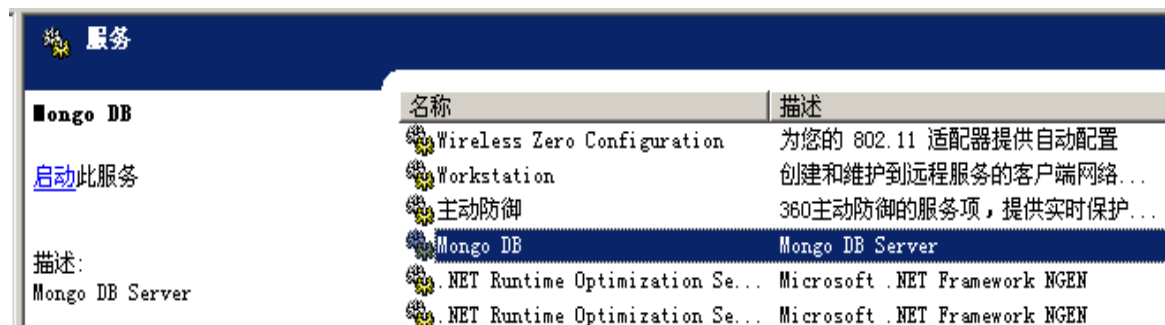 服务
Mongo DB
启动此服务
描述:
Mongo DB Server
名称 描述
Wireless Zero Configuration 为您的 802.11 适配器提供自动配置
Workstation 创建和维护到远程服务的客户端网络...
主动防御 360主动防御的服务项，提供实时保护...
Mongo DB Mongo DB Server
.NET Runtime Optimization Se... Microsoft .NET Framework NGEN
.NET Runtime Optimization Se... Microsoft .NET Framework NGEN